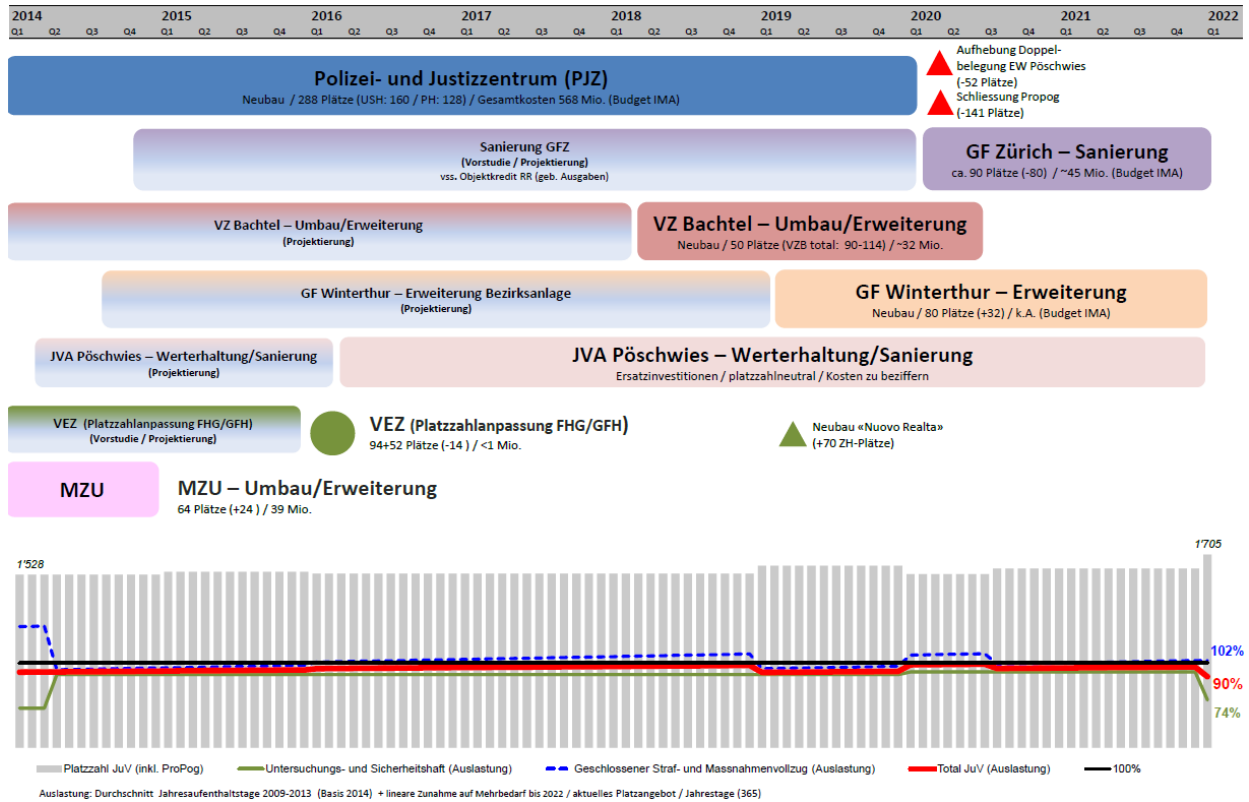 2014 2015 2016 2017 2018 2019 2020 2021 2022
Q1 Q2 Q3 Q4 Q1 Q2 Q3 Q4 Q1 Q2 Q3 Q4 Q1 Q2 Q3 Q4 Q1 Q2 Q3 Q4 Q1 Q2 Q3 Q4 Q1 Q2 Q3 Q4 Q1 Q2 Q3 Q4 Q1
Polizei- und Justizzentrum (PJZ)
Neubau / 288 Plätze (USH: 160 / PH: 128) / Gesamtkosten 568 Mio. (Budget IMA)
Aufhebung Doppel-
belegung EW Pöschwies
(-52 Plätze)
Schliessung Propog
(-141 Plätze)
Sanierung GFZ
(Vorstudie / Projektierung)
vss. Objektkredit RR (geb. Ausgaben)
GF Zürich – Sanierung
ca. 90 Plätze (-80) / ~45 Mio. (Budget IMA)
VZ Bachtel – Umbau/Erweiterung
(Projektierung)
VZ Bachtel – Umbau/Erweiterung
Neubau / 50 Plätze (VZB total: 90-114) / ~32 Mio.
GF Winterthur – Erweiterung Bezirksanlage
(Projektierung)
GF Winterthur – Erweiterung
Neubau / 80 Plätze (+32) / k.A. (Budget IMA)
JVA Pöschwies – Werterhaltung/Sanierung
(Projektierung)
JVA Pöschwies – Werterhaltung/Sanierung
Ersatzinvestitionen / platzzahlneutral / Kosten zu beziffern
VEZ (Platzzahlanpassung FHG/GFH)
(Vorstudie / Projektierung)
VEZ (Platzzahlanpassung FHG/GFH)
94+52 Plätze (-14 ) / <1 Mio.
Neubau «Nuovo Realta»
(+70 ZH-Plätze)
MZU
MZU – Umbau/Erweiterung
64 Plätze (+24 ) / 39 Mio.
1'528
1'705
102%
90%
74%
Platzzahl JuV (inkl. ProPog) Untersuchungs- und Sicherheitshaft (Auslastung) Geschlossener Straf- und Massnahmenvollzug (Auslastung) Total JuV (Auslastung) 100%
Auslastung: Durchschnitt Jahresaufenthaltstage 2009-2013 (Basis 2014) + lineare Zunahme auf Mehrbedarf bis 2022 / aktuelles Platzangebot / Jahrestage (365)